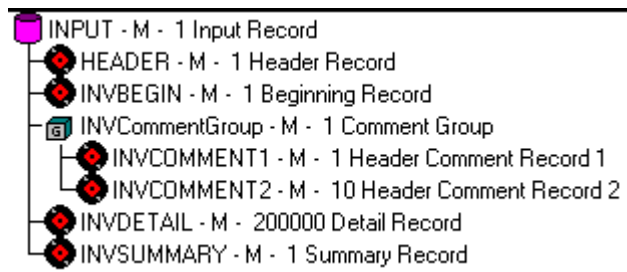 INPUT - M - 1 Input Record
HEADER - M - 1 Header Record
INVBEGIN - M - 1 Beginning Record
G INVCommentGroup - M - 1 Comment Group
INVCOMMENT1 - M - 1 Header Comment Record 1
INVCOMMENT2 - M - 10 Header Comment Record 2
INVDETAIL - M - 200000 Detail Record
INVSUMMARY - M - 1 Summary Record